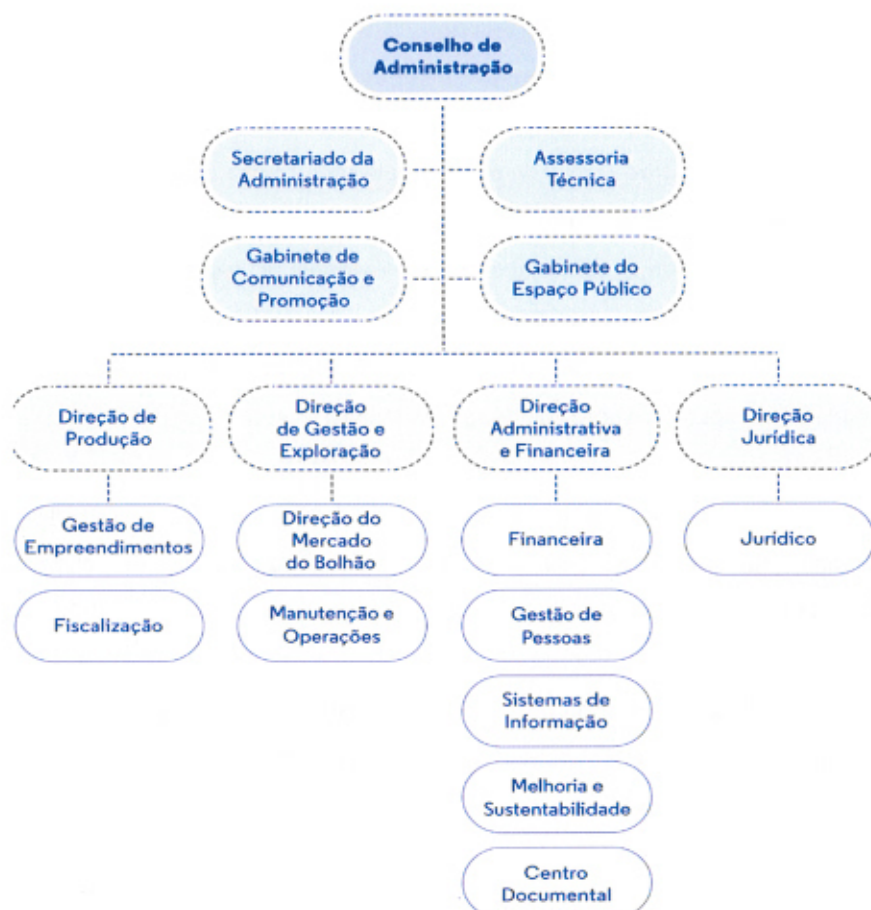 Conselho de
Administração
Secretariado da
Administração
Assessoria
Técnica
Gabinete de
Comunicação e
Promoção
Gabinete do
Espaço Público
Direção de
Produção
Direção
de Gestão e
Exploração
Direção
Administrativa
e Financeira
Direção
Jurídica
Gestão de
Empreendimentos
Direção do
Mercado
do Bolhão
Financeira
Jurídico
Fiscalização
Manutenção e
Operações
Gestão de
Pessoas
Sistemas de
Informação
Melhoria e
Sustentabilidade
Centro
Documental